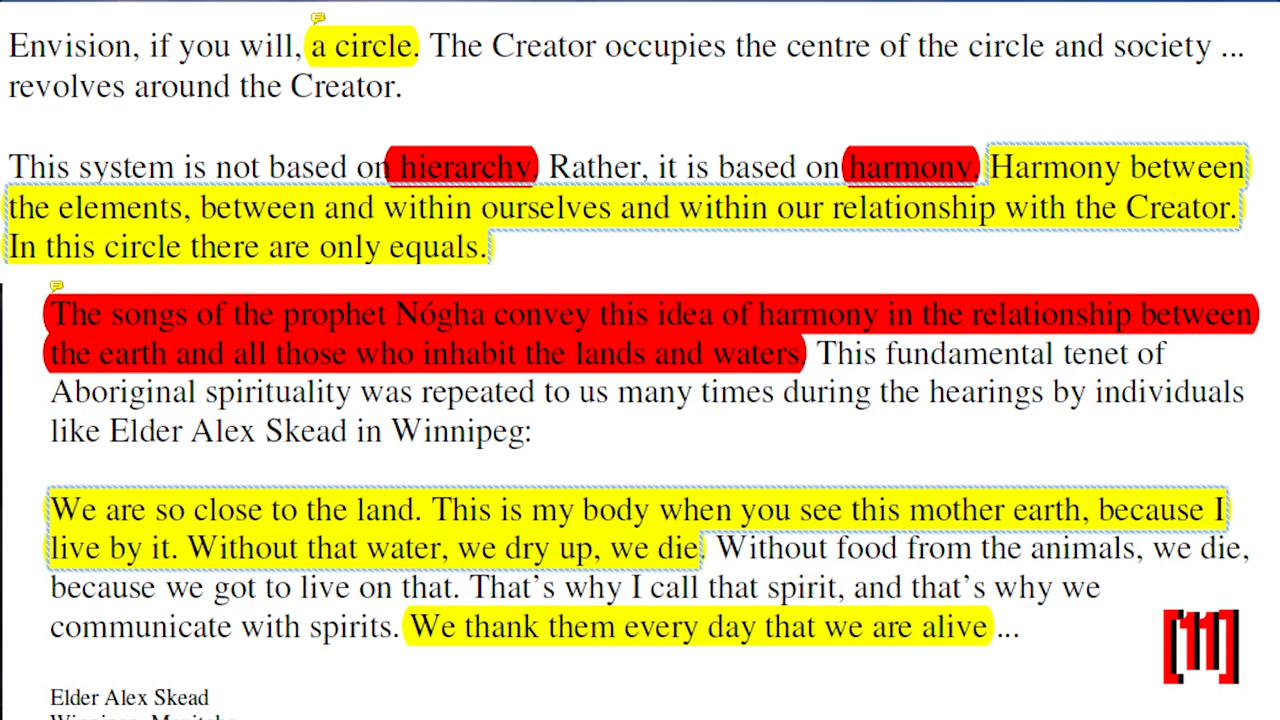 Envision, if you will, a circle. The Creator occupies the centre of the circle and society ...
revolves around the Creator.
This system is not based on hierarchy. Rather, it is based on harmony. Harmony between
the elements, between and within ourselves and within our relationship with the Creator.
In this circle there are only equals.
The songs of the prophet Nógha convey this idea of harmony in the relationship between
the earth and all those who inhabit the lands and waters. This fundamental tenet of
Aboriginal spirituality was repeated to us many times during the hearings by individuals
like Elder Alex Skead in Winnipeg:
We are so close to the land. This is my body when you see this mother earth, because I
live by it. Without that water, we dry up, we die. Without food from the animals, we die,
because we got to live on that. That's why I call that spirit, and that's why we
communicate with spirits. We thank them every day that we are alive ...
[11]
Elder Alex Skead
Winnipeg, Manitoba